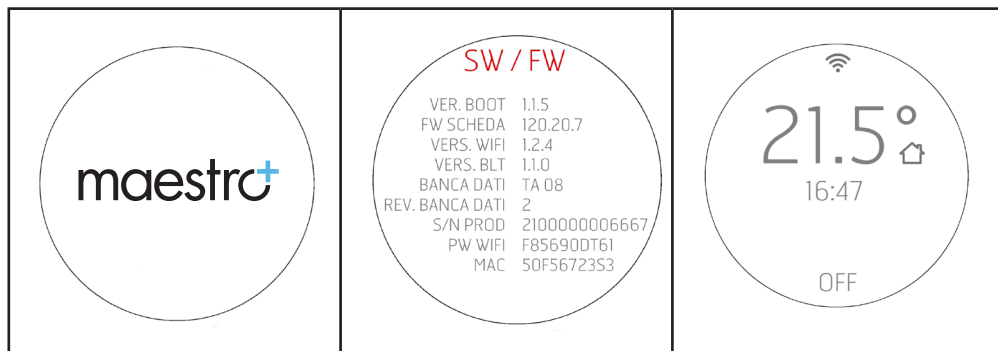 maestro+
SW / FW
VER. BOOT 1.1.5
FW SCHEDA 120.20.7
VERS. WIFI 1.2.4
VERS. BLT 1.1.0
BANCA DATI TA 08
REV. BANCA DATI 2
S/N PROD 2100000006667
PW WIFI F85690DT61
MAC 50F56723S3
21.5°
16:47
OFF